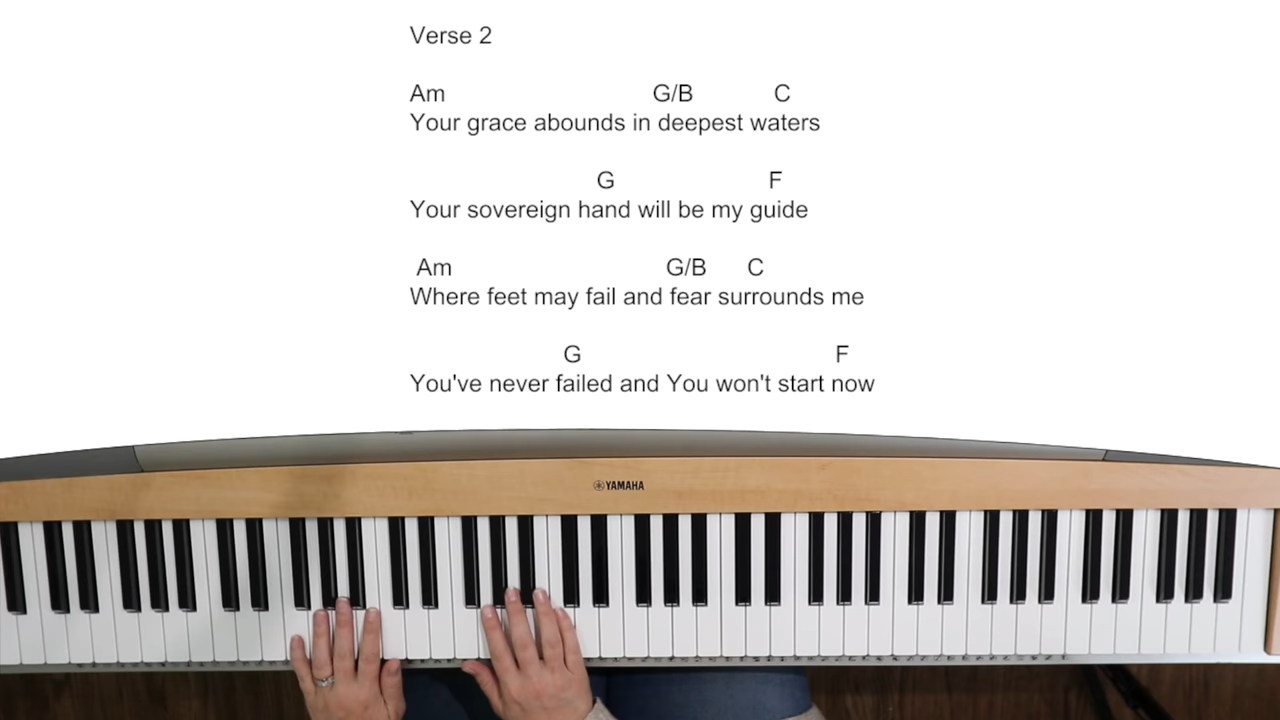 Verse 2
Am G/B C
Your grace abounds in deepest waters
G F
Your sovereign hand will be my guide
Am G/B C
Where feet may fail and fear surrounds me
G F
You've never failed and You won't start now
YAMAHA